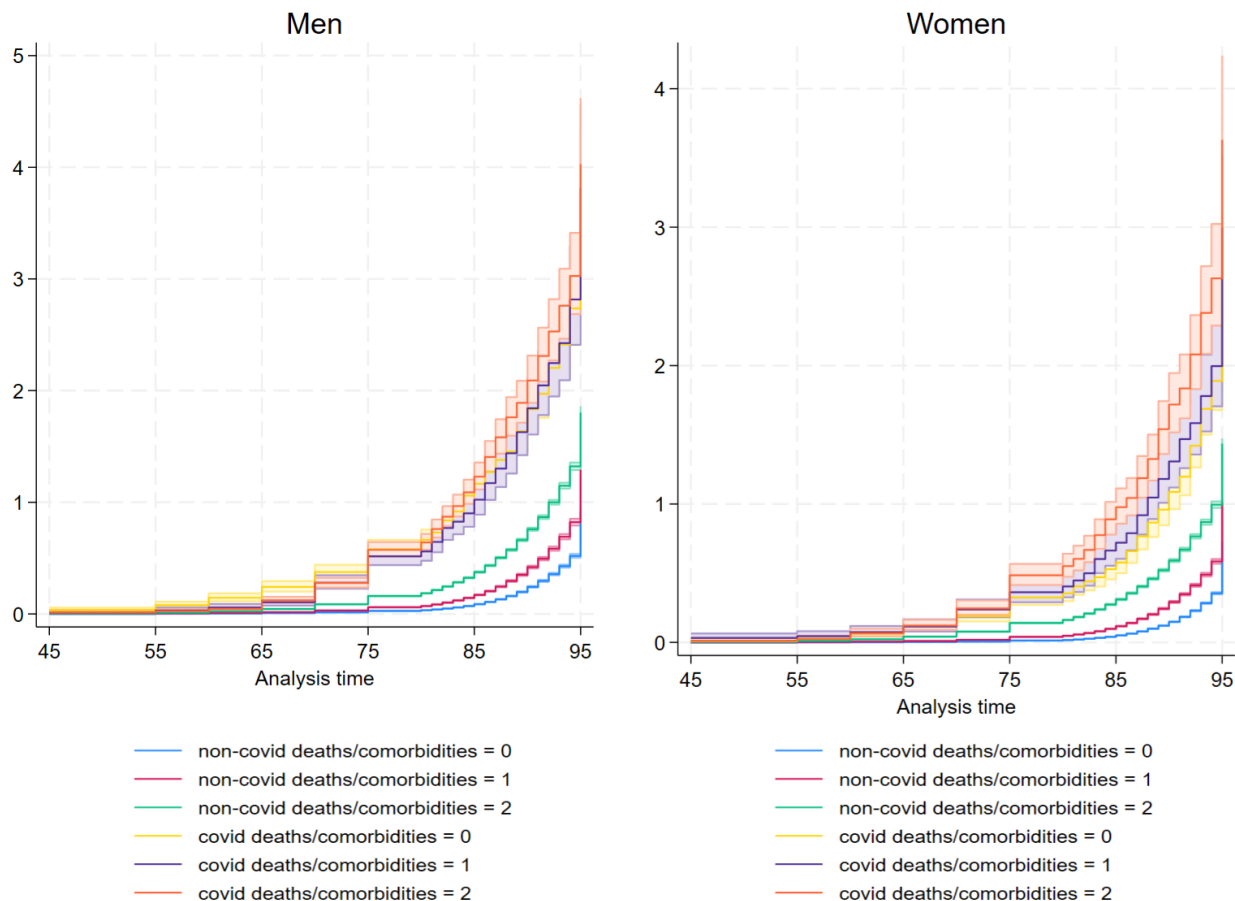 Men
5
4
3
2
1
0
45 55 65 75 85 95
Analysis time
non-covid deaths/comorbidities = 0
non-covid deaths/comorbidities = 1
non-covid deaths/comorbidities = 2
covid deaths/comorbidities = 0
covid deaths/comorbidities = 1
covid deaths/comorbidities = 2
Women
4
3
2
1
0
45 55 65 75 85 95
Analysis time
non-covid deaths/comorbidities = 0
non-covid deaths/comorbidities = 1
non-covid deaths/comorbidities = 2
covid deaths/comorbidities = 0
covid deaths/comorbidities = 1
covid deaths/comorbidities = 2